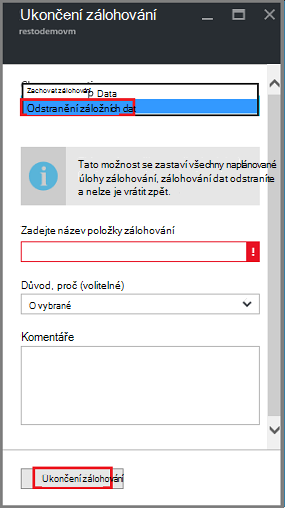 Ukončení zálohování
restodemovm
Zachovat zálohování
p Data
Odstranění záložních dat
Tato možnost se zastaví všechny naplánované
úlohy zálohování, zálohování dat odstraníte
a nelze je vrátit zpět.
Zadejte název položky zálohování
!
Důvod, proč (volitelné)
O vybrané
Komentáře
Ukončení zálohování